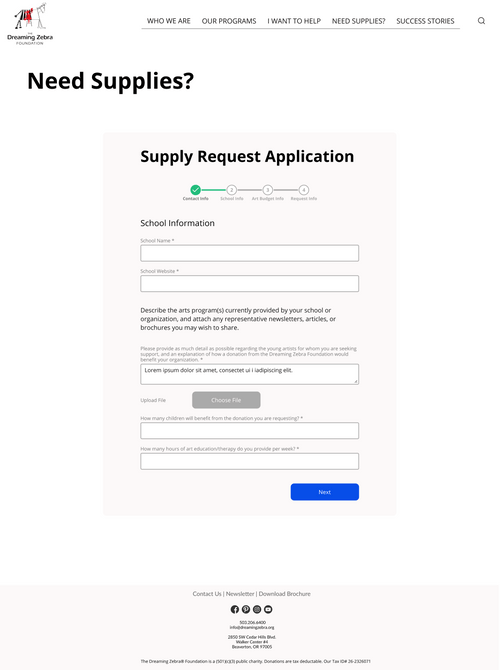 THE
Dreaming Zebra
FOUNDATION
WHO WE ARE OUR PROGRAMS I WANT TO HELP NEED SUPPLIES? SUCCESS STORIES
Need Supplies?
Supply Request Application
2 3 4
Contact Info School Info Art Budget Info Request Info
School Information
School Name *
School Website *
Describe the arts program(s) currently provided by your school or
organization, and attach any representative newsletters, articles, or
brochures you may wish to share.
Please provide as much detail as possible regarding the young artists for whom you are seeking
support, and an explanation of how a donation from the Dreaming Zebra Foundation would
benefit your organization. *
Lorem ipsum dolor sit amet, consectet ui i iadipiscing elit.
Upload File Choose File
How many children will benefit from the donation you are requesting? *
How many hours of art education/therapy do you provide per week? *
Next
Contact Us | Newsletter | Download Brochure
503.206.6400
info@dreamingzebra.org
2850 SW Cedar Hills Blvd.
Walker Center #4
Beaverton, OR 97005
The Dreaming Zebra® Foundation is a (501)(c)(3) public charity. Donations are tax deductable. Our Tax ID# 26-2326071